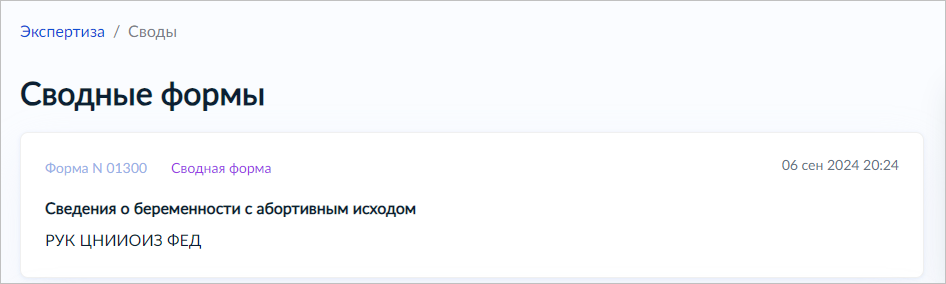 Экспертиза / Своды
Сводные формы
Форма N 01300 Сводная форма 06 сен 2024 20:24
Сведения о беременности с абортивным исходом
РУК ЦНИИОИЗ ФЕД